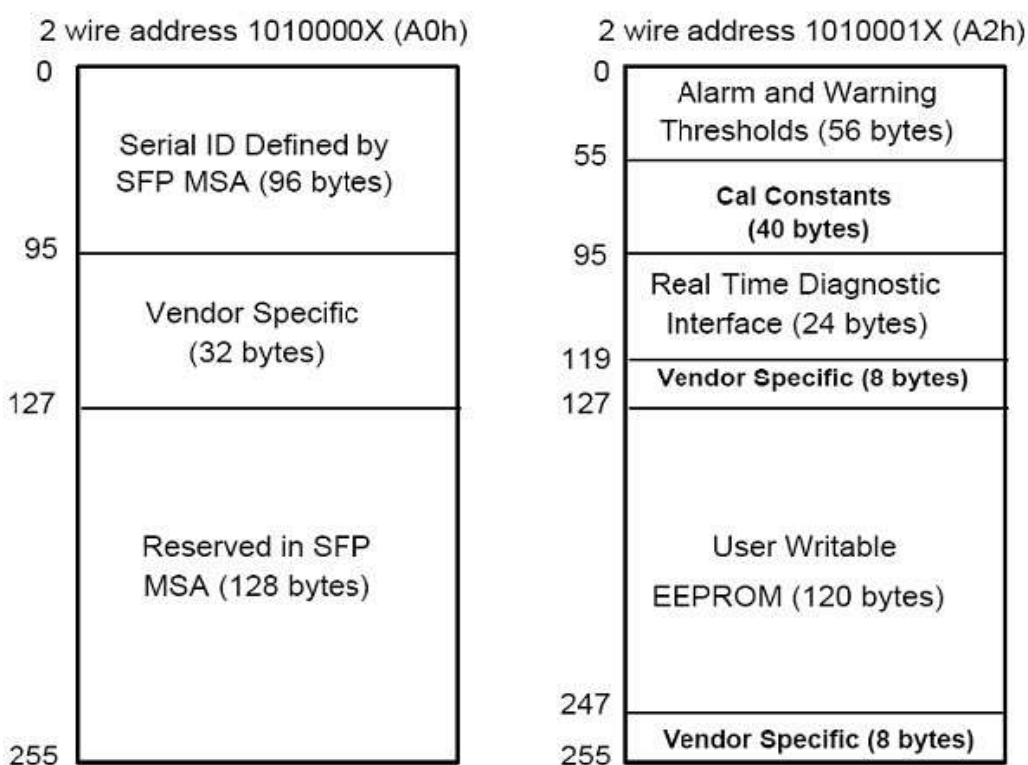 2 wire address 1010000X (A0h)
0
Serial ID Defined by
SFP MSA (96 bytes)
95
Vendor Specific
(32 bytes)
127
Reserved in SFP
MSA (128 bytes)
255
2 wire address 1010001X (A2h)
0
Alarm and Warning
Thresholds (56 bytes)
55
Cal Constants
(40 bytes)
95
Real Time Diagnostic
Interface (24 bytes)
119
Vendor Specific (8 bytes)
127
User Writable
EEPROM (120 bytes)
247
Vendor Specific (8 bytes)
255